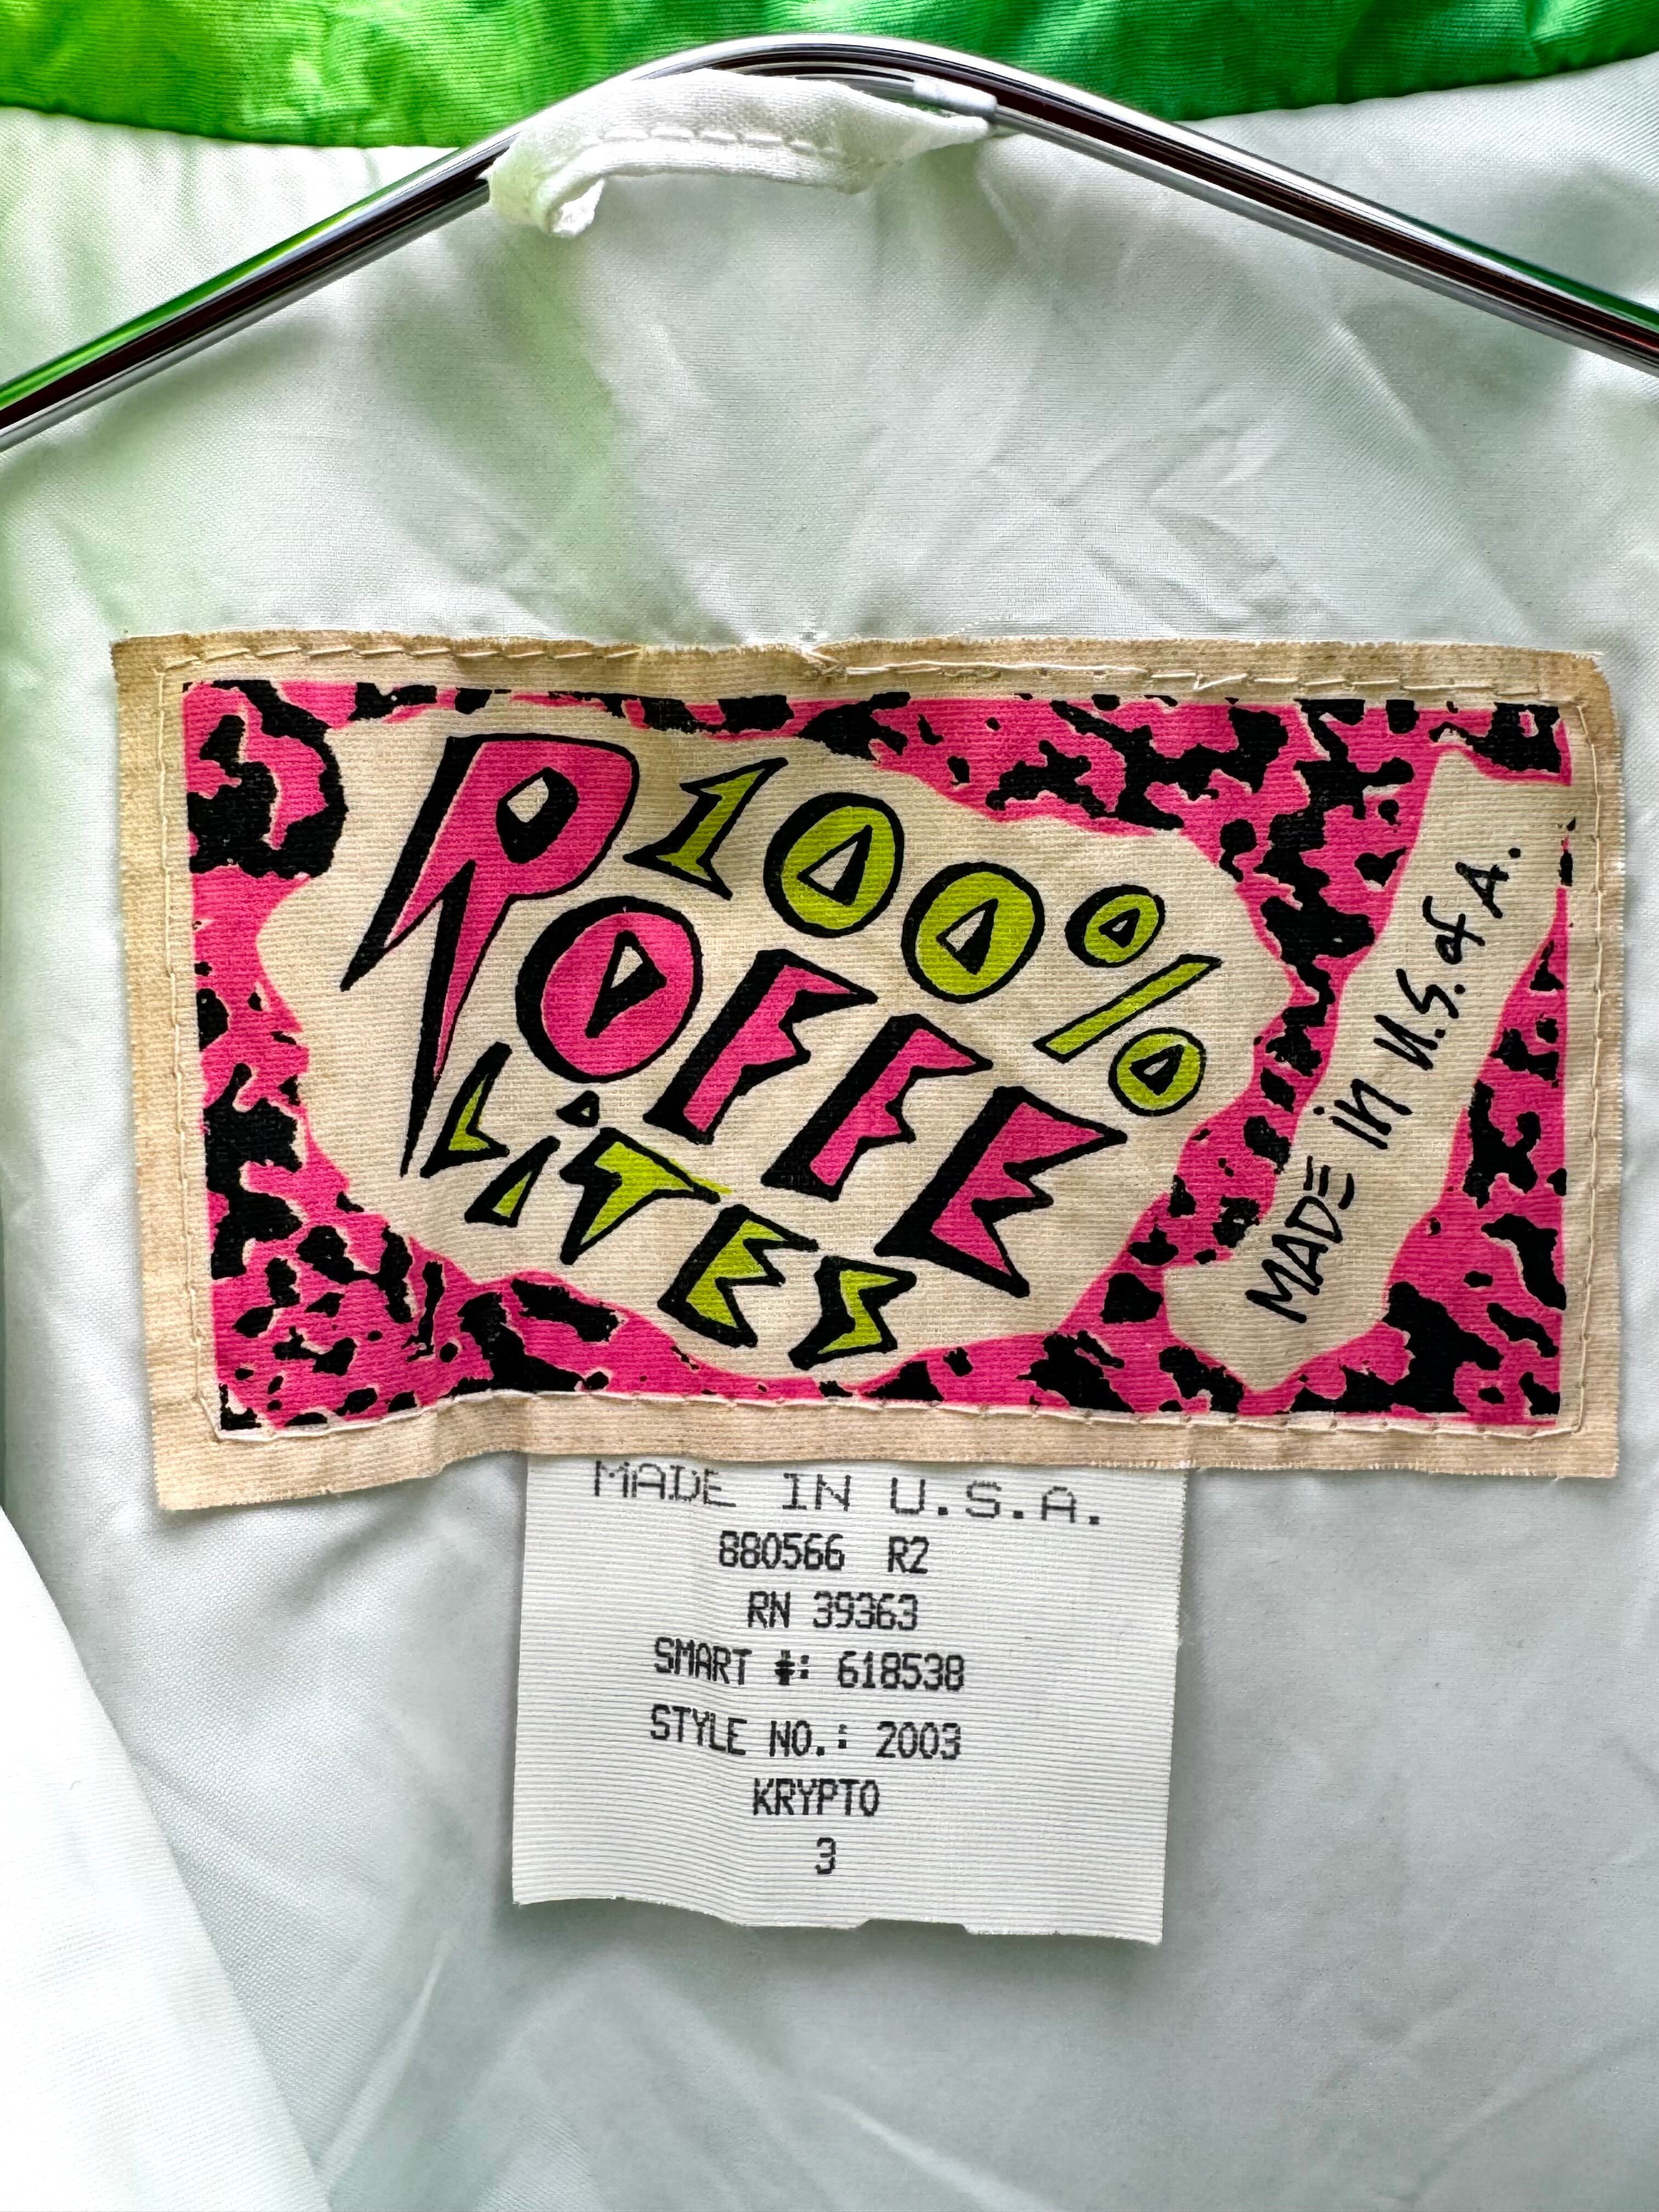 100%
ROFFE
LiTES
MADE in U.S. of A.
MADE IN U.S.A.
880566 R2
RN 39363
SMART #: 618538
STYLE NO.: 2003
KRYPTO
3